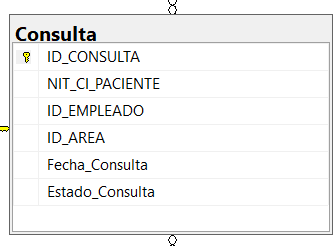 Consulta
ID_CONSULTA
NIT_CI_PACIENTE
ID_EMPLEADO
ID_AREA
Fecha_Consulta
Estado_Consulta